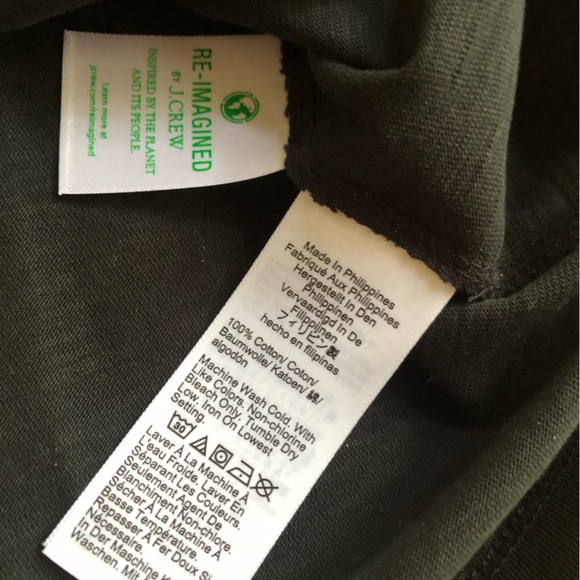 RE-IMAGINED
BY J.CREW
INSPIRED BY THE PLANET
AND ITS PEOPLE.
Learn more at
jcrew.com/reimagined
Made In Philippines
Fabriqué Aux Philippines
Hergestellt In Den
Philippinen
Vervaardigd In De
Filippijnen
フィリピン製
hecho en filipinas
100% Cotton/ Coton/
Baumwolle/ Katoen/ 綿/
algodón
Machine Wash Cold. With
Like Colors. Non-chlorine
Bleach Only. Tumble Dry
Low. Iron On Lowest
Setting.
30
Laver À La Machine À
L'eau Froide. Laver En
Séparant Les Couleurs.
Seulement Agent De
Blanchiment Non-chlore.
Sécher À La Machine À
Basse Température
Repasser À Fer Doux Si
Nécessaire.
In Der Maschine K
Waschen. Mit